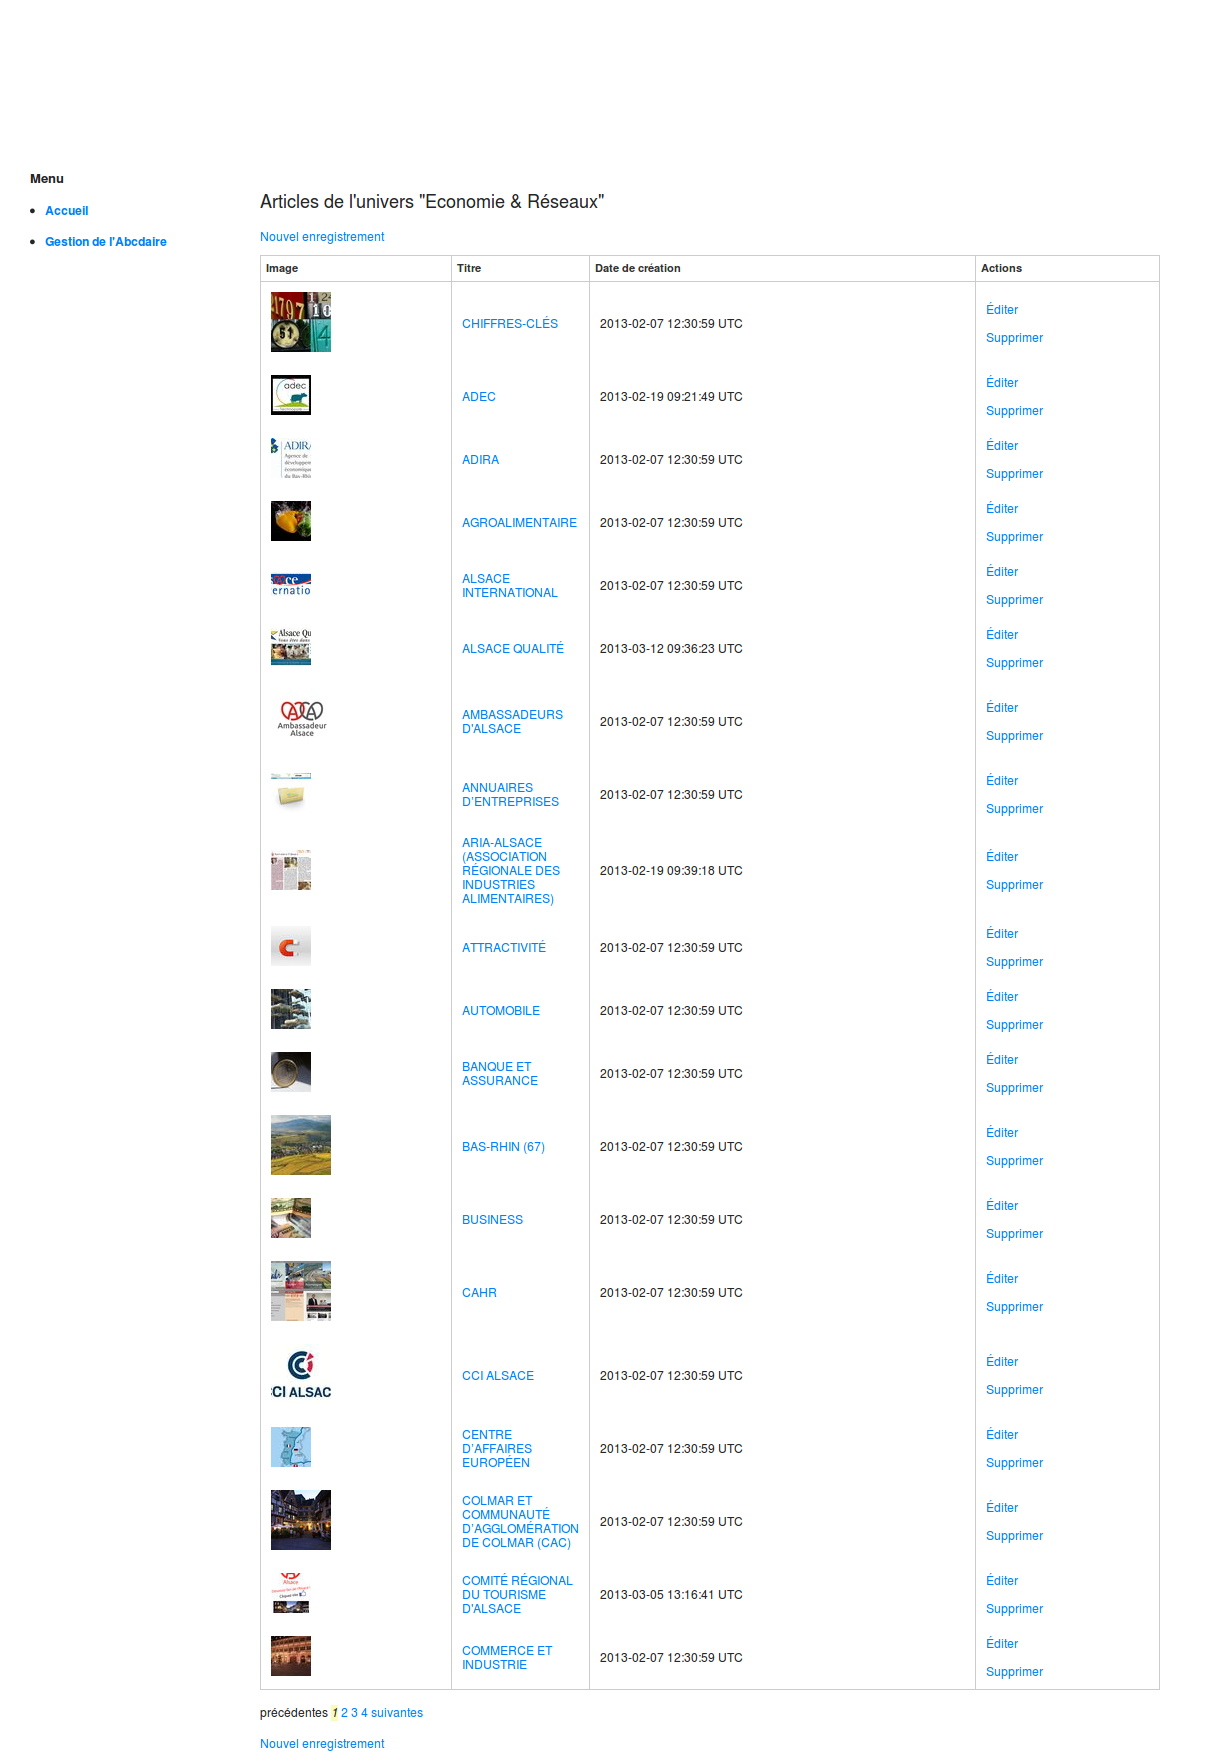 Menu
Accueil
Gestion de l'Abcdaire
Articles de l'univers "Economie & Réseaux"
Nouvel enregistrement
Image Titre Date de création Actions
CHIFFRES-CLÉS 2013-02-07 12:30:59 UTC
Éditer
Supprimer
adec
ADEC 2013-02-19 09:21:49 UTC
Éditer
Supprimer
ADIRA
Agence de
développem
économique
du Bas-Rhin
ADIRA 2013-02-07 12:30:59 UTC
Éditer
Supprimer
AGROALIMENTAIRE 2013-02-07 12:30:59 UTC
Éditer
Supprimer
ace
ernatio
ALSACE
INTERNATIONAL
2013-02-07 12:30:59 UTC
Éditer
Supprimer
Alsace Qu
Vous être dans
ALSACE QUALITÉ 2013-03-12 09:36:23 UTC
Éditer
Supprimer
Ambassadeur
Alsace
AMBASSADEURS
D'ALSACE
2013-02-07 12:30:59 UTC
Éditer
Supprimer
ANNUAIRES
D'ENTREPRISES
2013-02-07 12:30:59 UTC
Éditer
Supprimer
ARIA-ALSACE
(ASSOCIATION
RÉGIONALE DES
INDUSTRIES
ALIMENTAIRES)
2013-02-19 09:39:18 UTC
Éditer
Supprimer
ATTRACTIVITÉ 2013-02-07 12:30:59 UTC
Éditer
Supprimer
AUTOMOBILE 2013-02-07 12:30:59 UTC
Éditer
Supprimer
BANQUE ET
ASSURANCE
2013-02-07 12:30:59 UTC
Éditer
Supprimer
BAS-RHIN (67) 2013-02-07 12:30:59 UTC
Éditer
Supprimer
BUSINESS 2013-02-07 12:30:59 UTC
Éditer
Supprimer
CAHR 2013-02-07 12:30:59 UTC
Éditer
Supprimer
CCI ALSAC
CCI ALSACE 2013-02-07 12:30:59 UTC
Éditer
Supprimer
CENTRE
D'AFFAIRES
EUROPÉEN
2013-02-07 12:30:59 UTC
Éditer
Supprimer
COLMAR ET
COMMUNAUTÉ
D'AGGLOMÉRATION
DE COLMAR (CAC)
2013-02-07 12:30:59 UTC
Éditer
Supprimer
Alsace
COMITÉ RÉGIONAL
DU TOURISME
D'ALSACE
2013-03-05 13:16:41 UTC
Éditer
Supprimer
COMMERCE ET
INDUSTRIE
2013-02-07 12:30:59 UTC
Éditer
Supprimer
précédentes 1 2 3 4 suivantes
Nouvel enregistrement